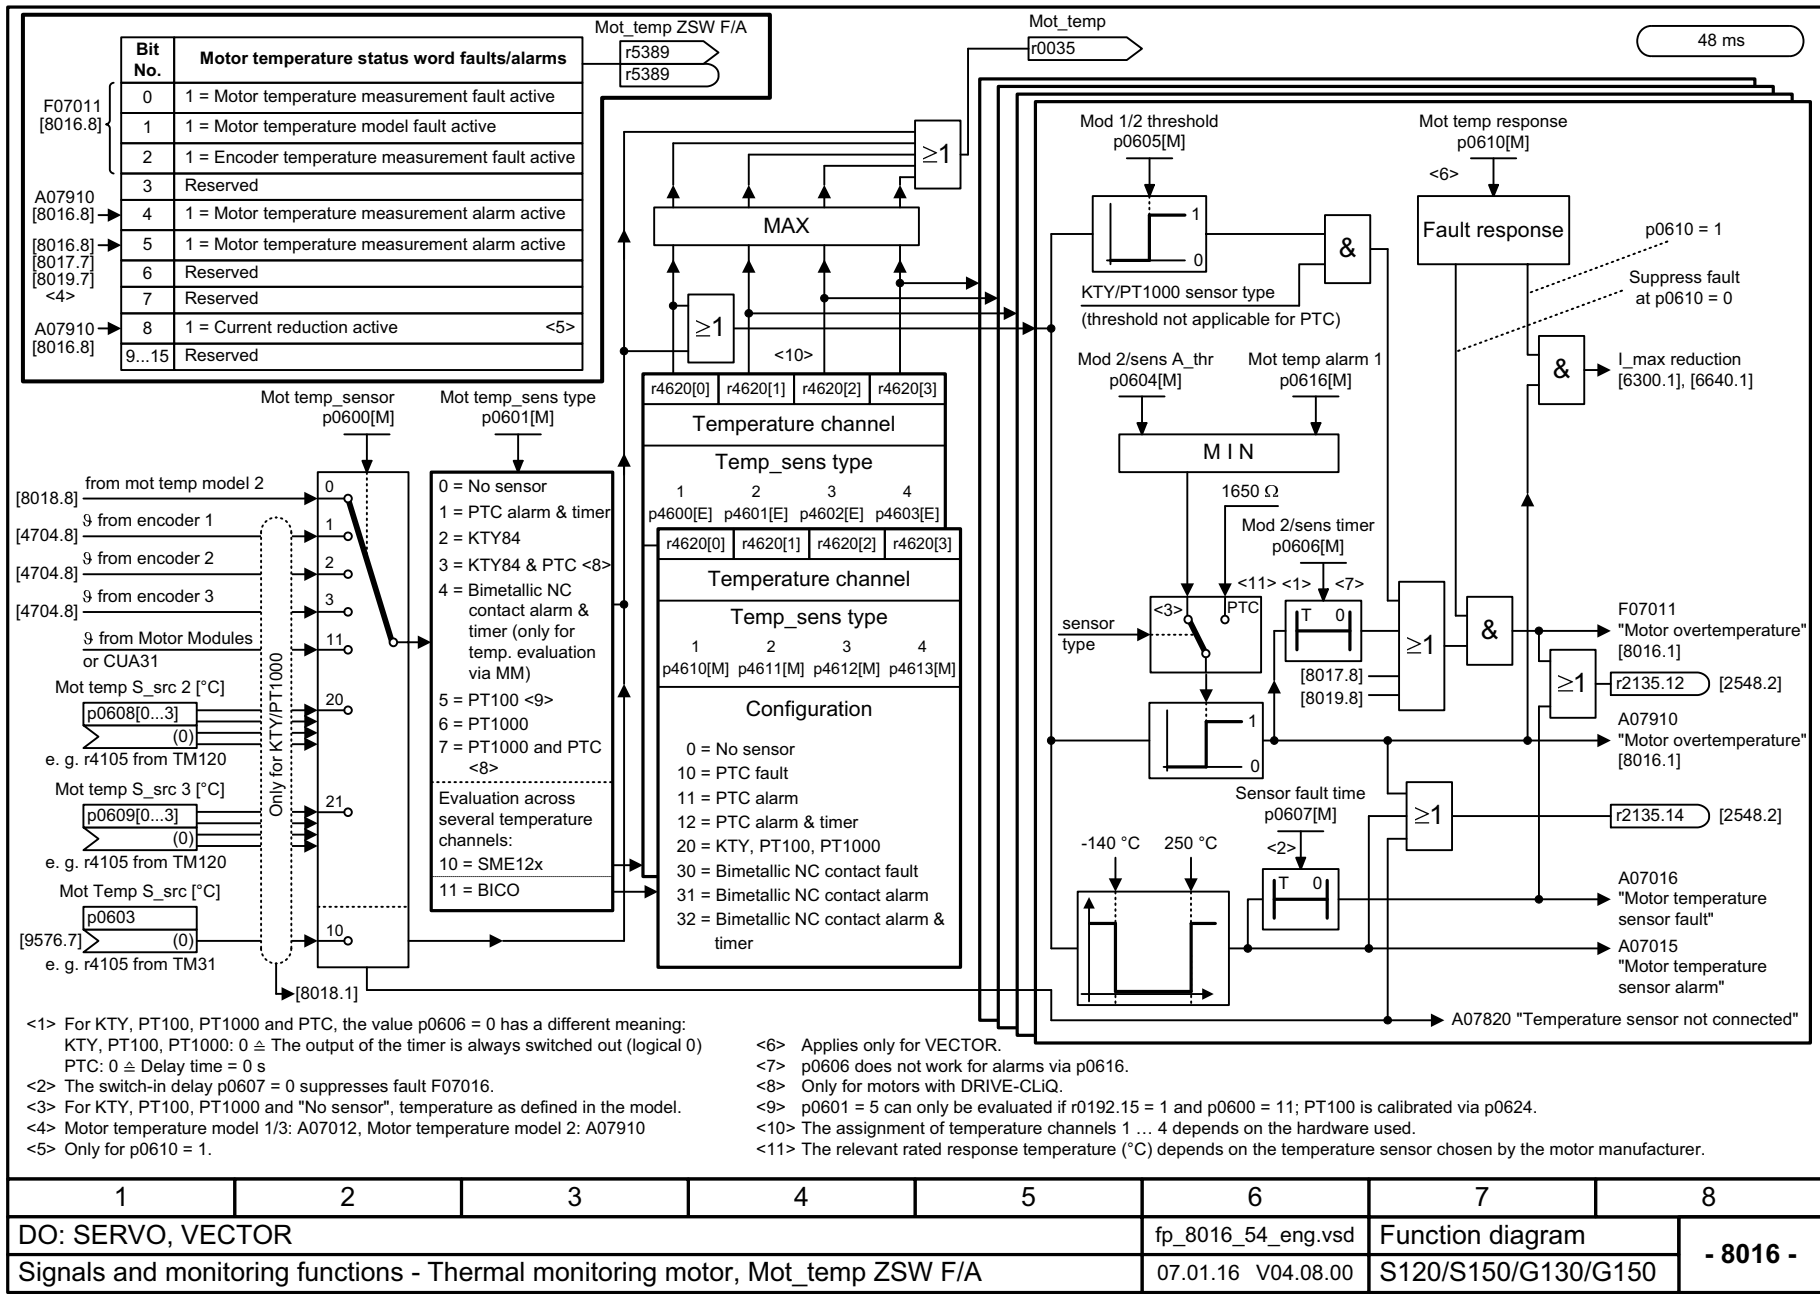 Mot_temp ZSW F/A
r5389
r5389
Mot_temp
r0035
48 ms
Bit No.
Motor temperature status word faults/alarms
0
1 = Motor temperature measurement fault active
1
1 = Motor temperature model fault active
2
1 = Encoder temperature measurement fault active
3
Reserved
4
1 = Motor temperature measurement alarm active
5
1 = Motor temperature measurement alarm active
6
Reserved
7
Reserved
8
1 = Current reduction active <5>
9...15
Reserved
F07011
[8016.8]
A07910
[8016.8]
[8016.8]
[8017.7]
[8019.7]
<4>
A07910
[8016.8]
≥1
MAX
≥1
<10>
Mot temp_sensor
p0600[M]
Mot temp_sens type
p0601[M]
from mot temp model 2
[8018.8]
ϑ from encoder 1
[4704.8]
ϑ from encoder 2
[4704.8]
ϑ from encoder 3
[4704.8]
ϑ from Motor Modules
or CUA31
Mot temp S_src 2 [°C]
p0608[0...3]
(0)
e. g. r4105 from TM120
Mot temp S_src 3 [°C]
p0609[0...3]
(0)
e. g. r4105 from TM120
Mot Temp S_src [°C]
p0603
[9576.7]
(0)
e. g. r4105 from TM31
Only for KTY/PT1000
[8018.1]
0
1
2
3
11
20
21
10
0 = No sensor
1 = PTC alarm & timer
2 = KTY84
3 = KTY84 & PTC <8>
4 = Bimetallic NC
contact alarm &
timer (only for
temp. evaluation
via MM)
5 = PT100 <9>
6 = PT1000
7 = PT1000 and PTC
<8>
Evaluation across
several temperature
channels:
10 = SME12x
11 = BICO
r4620[0] r4620[1] r4620[2] r4620[3]
Temperature channel
Temp_sens type
1 2 3 4
p4600[E] p4601[E] p4602[E] p4603[E]
r4620[0] r4620[1] r4620[2] r4620[3]
Temperature channel
Temp_sens type
1 2 3 4
p4610[M] p4611[M] p4612[M] p4613[M]
Configuration
0 = No sensor
10 = PTC fault
11 = PTC alarm
12 = PTC alarm & timer
20 = KTY, PT100, PT1000
30 = Bimetallic NC contact fault
31 = Bimetallic NC contact alarm
32 = Bimetallic NC contact alarm &
timer
Mod 1/2 threshold
p0605[M]
1
0
&
KTY/PT1000 sensor type
(threshold not applicable for PTC)
Mot temp response
p0610[M]
<6>
Fault response
p0610 = 1
Suppress fault
at p0610 = 0
&
I_max reduction
[6300.1], [6640.1]
Mod 2/sens A_thr
p0604[M]
Mot temp alarm 1
p0616[M]
M I N
1650 Ω
Mod 2/sens timer
p0606[M]
<11> <1> <7>
<3>
PTC
sensor
type
T 0
[8017.8]
[8019.8]
≥1
&
F07011
"Motor overtemperature"
[8016.1]
≥1
r2135.12
[2548.2]
1
0
A07910
"Motor overtemperature"
[8016.1]
Sensor fault time
p0607[M]
<2>
T 0
≥1
r2135.14
[2548.2]
-140 °C
250 °C
A07016
"Motor temperature
sensor fault"
A07015
"Motor temperature
sensor alarm"
A07820 "Temperature sensor not connected"
<1> For KTY, PT100, PT1000 and PTC, the value p0606 = 0 has a different meaning:
KTY, PT100, PT1000: 0 ≙ The output of the timer is always switched out (logical 0)
PTC: 0 ≙ Delay time = 0 s
<2> The switch-in delay p0607 = 0 suppresses fault F07016.
<3> For KTY, PT100, PT1000 and "No sensor", temperature as defined in the model.
<4> Motor temperature model 1/3: A07012, Motor temperature model 2: A07910
<5> Only for p0610 = 1.
<6> Applies only for VECTOR.
<7> p0606 does not work for alarms via p0616.
<8> Only for motors with DRIVE-CLiQ.
<9> p0601 = 5 can only be evaluated if r0192.15 = 1 and p0600 = 11; PT100 is calibrated via p0624.
<10> The assignment of temperature channels 1 … 4 depends on the hardware used.
<11> The relevant rated response temperature (°C) depends on the temperature sensor chosen by the motor manufacturer.
1 2 3 4 5 6 7 8
DO: SERVO, VECTOR
fp_8016_54_eng.vsd
Function diagram
- 8016 -
Signals and monitoring functions - Thermal monitoring motor, Mot_temp ZSW F/A
07.01.16 V04.08.00
S120/S150/G130/G150